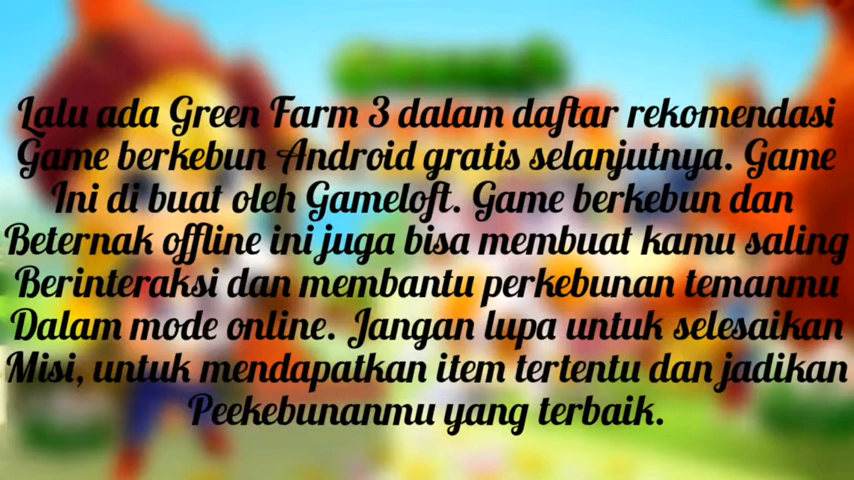 Lalu ada Green Farm 3 dalam daftar rekomendasi
Game berkebun Android gratis selanjutnya. Game
Ini di buat oleh Gameloft. Game berkebun dan
Beternak offline ini juga bisa membuat kamu saling
Berinteraksi dan membantu perkebunan temanmu
Dalam mode online. Jangan lupa untuk selesaikan
Misi, untuk mendapatkan item tertentu dan jadikan
Peekebunanmu yang terbaik.